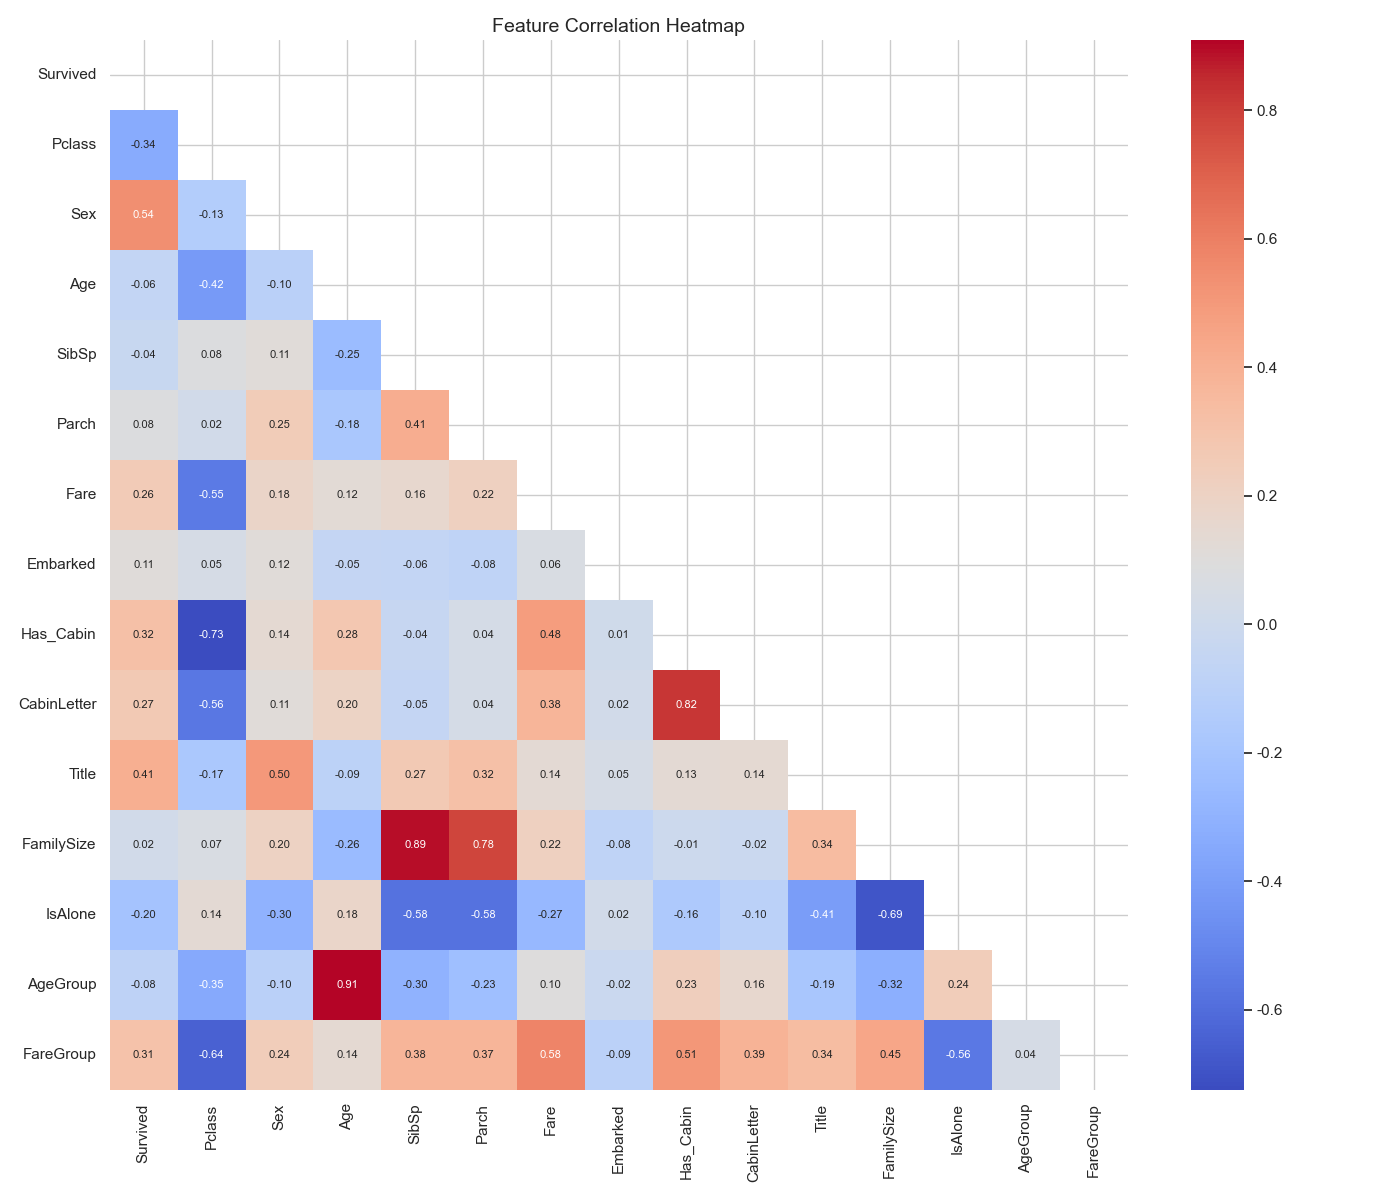 Feature Correlation Heatmap
Survived
Pclass -0.34
Sex 0.54 -0.13
Age -0.06 -0.42 -0.10
SibSp -0.04 0.08 0.11 -0.25
Parch 0.08 0.02 0.25 -0.18 0.41
Fare 0.26 -0.55 0.18 0.12 0.16 0.22
Embarked 0.11 0.05 0.12 -0.05 -0.06 -0.08 0.06
Has_Cabin 0.32 -0.73 0.14 0.28 -0.04 0.04 0.48 0.01
CabinLetter 0.27 -0.56 0.11 0.20 -0.05 0.04 0.38 0.02 0.82
Title 0.41 -0.17 0.50 -0.09 0.27 0.32 0.14 0.05 0.13 0.14
FamilySize 0.02 0.07 0.20 -0.26 0.89 0.78 0.22 -0.08 -0.01 -0.02 0.34
IsAlone -0.20 0.14 -0.30 0.18 -0.58 -0.58 -0.27 0.02 -0.16 -0.10 -0.41 -0.69
AgeGroup -0.08 -0.35 -0.10 0.91 -0.30 -0.23 0.10 -0.02 0.23 0.16 -0.19 -0.32 0.24
FareGroup 0.31 -0.64 0.24 0.14 0.38 0.37 0.58 -0.09 0.51 0.39 0.34 0.45 -0.56 0.04
Survived Pclass Sex Age SibSp Parch Fare Embarked Has_Cabin CabinLetter Title FamilySize IsAlone AgeGroup FareGroup
0.8
0.6
0.4
0.2
0.0
-0.2
-0.4
-0.6